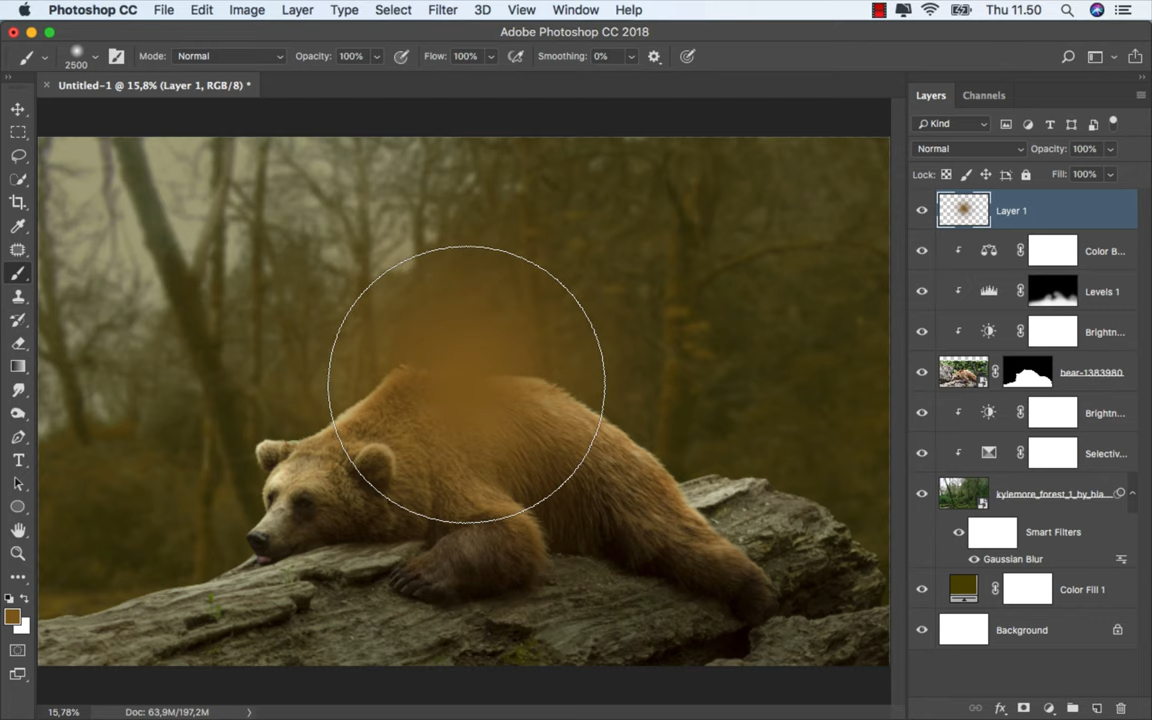 Photoshop CC File Edit Image Layer Type Select Filter 3D View Window Help Thu 11.50
Adobe Photoshop CC 2018
2500 Mode: Normal Opacity: 100% Flow: 100% Smoothing: 0%
Untitled-1 @ 15,8% (Layer 1, RGB/8) *
Layers Channels
Kind
Normal Opacity: 100%
Lock: Fill: 100%
Layer 1
Color B...
Levels 1
Brightn...
bear-1383980
Brightn...
Selectiv...
kylemore_forest_1_by_bia...
Smart Filters
Gaussian Blur
Color Fill 1
Background
15,78% Doc: 63,9M/197,2M